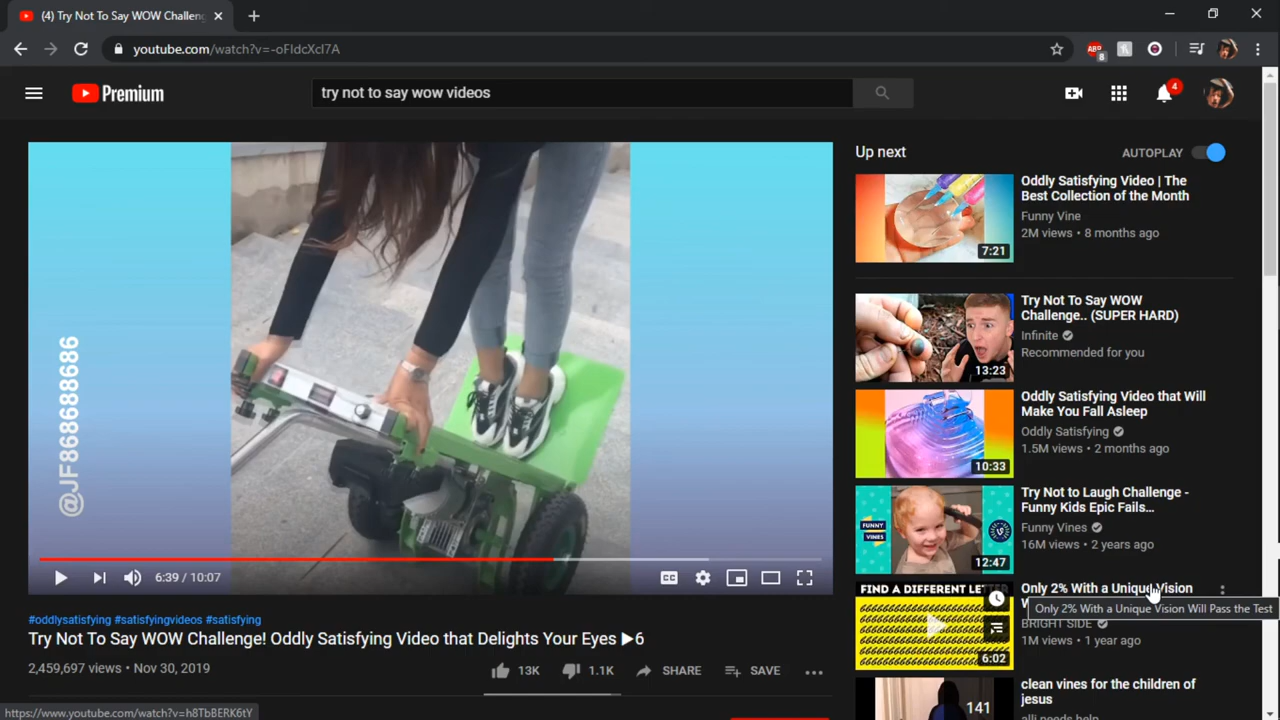 (4) Try Not To Say WOW Challeng
youtube.com/watch?v=-oFIdcXcI7A
ABD
8
Premium
try not to say wow videos
4
@JF868688686
6:39 / 10:07
CC
#oddlysatisfying #satisfyingvideos #satisfying
Try Not To Say WOW Challenge! Oddly Satisfying Video that Delights Your Eyes ▶6
2,459,697 views • Nov 30, 2019
13K
1.1K
SHARE
SAVE
https://www.youtube.com/watch?v=h8TbBERK6tY
Up next
AUTOPLAY
7:21
Oddly Satisfying Video | The
Best Collection of the Month
Funny Vine
2M views • 8 months ago
13:23
Try Not To Say WOW
Challenge.. (SUPER HARD)
Infinite
Recommended for you
10:33
Oddly Satisfying Video that Will
Make You Fall Asleep
Oddly Satisfying
1.5M views • 2 months ago
FUNNY
VINES
12:47
Try Not to Laugh Challenge -
Funny Kids Epic Fails...
Funny Vines
16M views • 2 years ago
FIND A DIFFERENT LETTER
6:02
Only 2% With a Unique Vision
Only 2% With a Unique Vision Will Pass the Test
BRIGHT SIDE
1M views • 1 year ago
141
clean vines for the children of
jesus
alli needs help